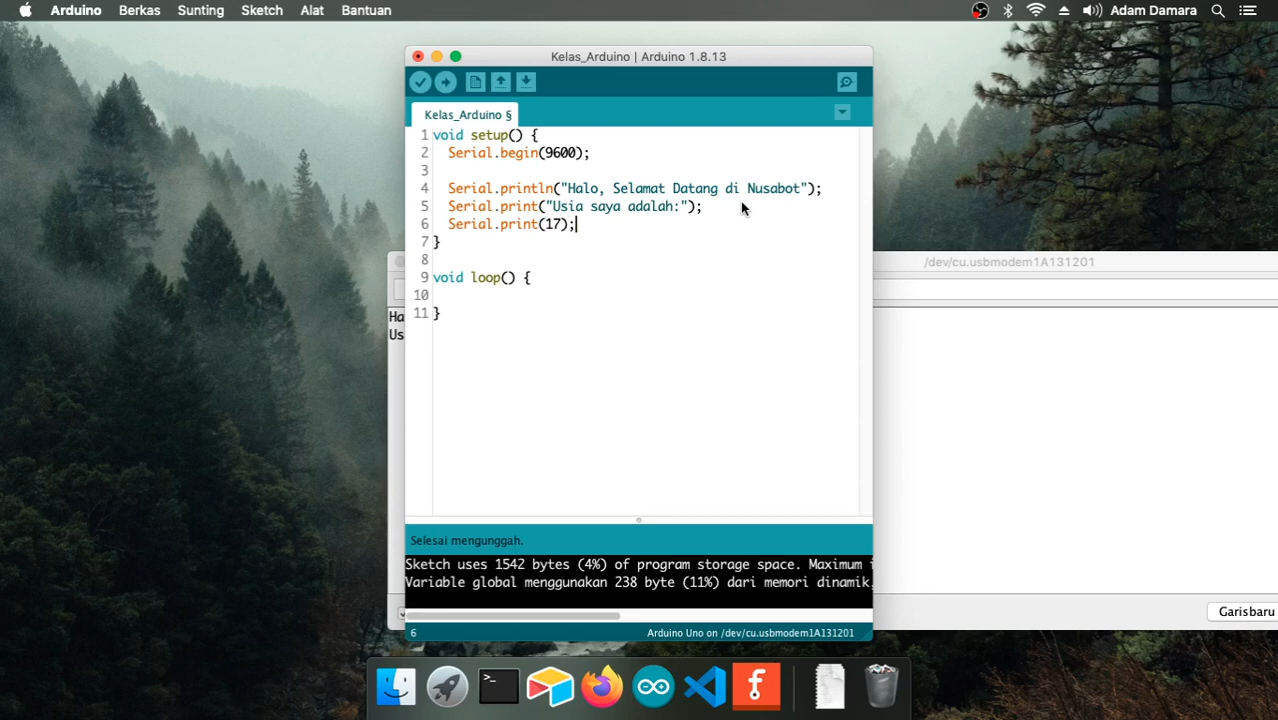 Arduino Berkas Sunting Sketch Alat Bantuan Adam Damara
Kelas_Arduino | Arduino 1.8.13
Kelas_Arduino §
1 void setup() {
2 Serial.begin(9600);
3
4 Serial.println("Halo, Selamat Datang di Nusabot");
5 Serial.print("Usia saya adalah:");
6 Serial.print(17);
7 }
8
9 void loop() {
10
11 }
/dev/cu.usbmodem1A131201
Ha
Us
Selesai mengunggah.
Sketch uses 1542 bytes (4%) of program storage space. Maximum
Variable global menggunakan 238 byte (11%) dari memori dinamik.
Garisbaru
6 Arduino Uno on /dev/cu.usbmodem1A131201